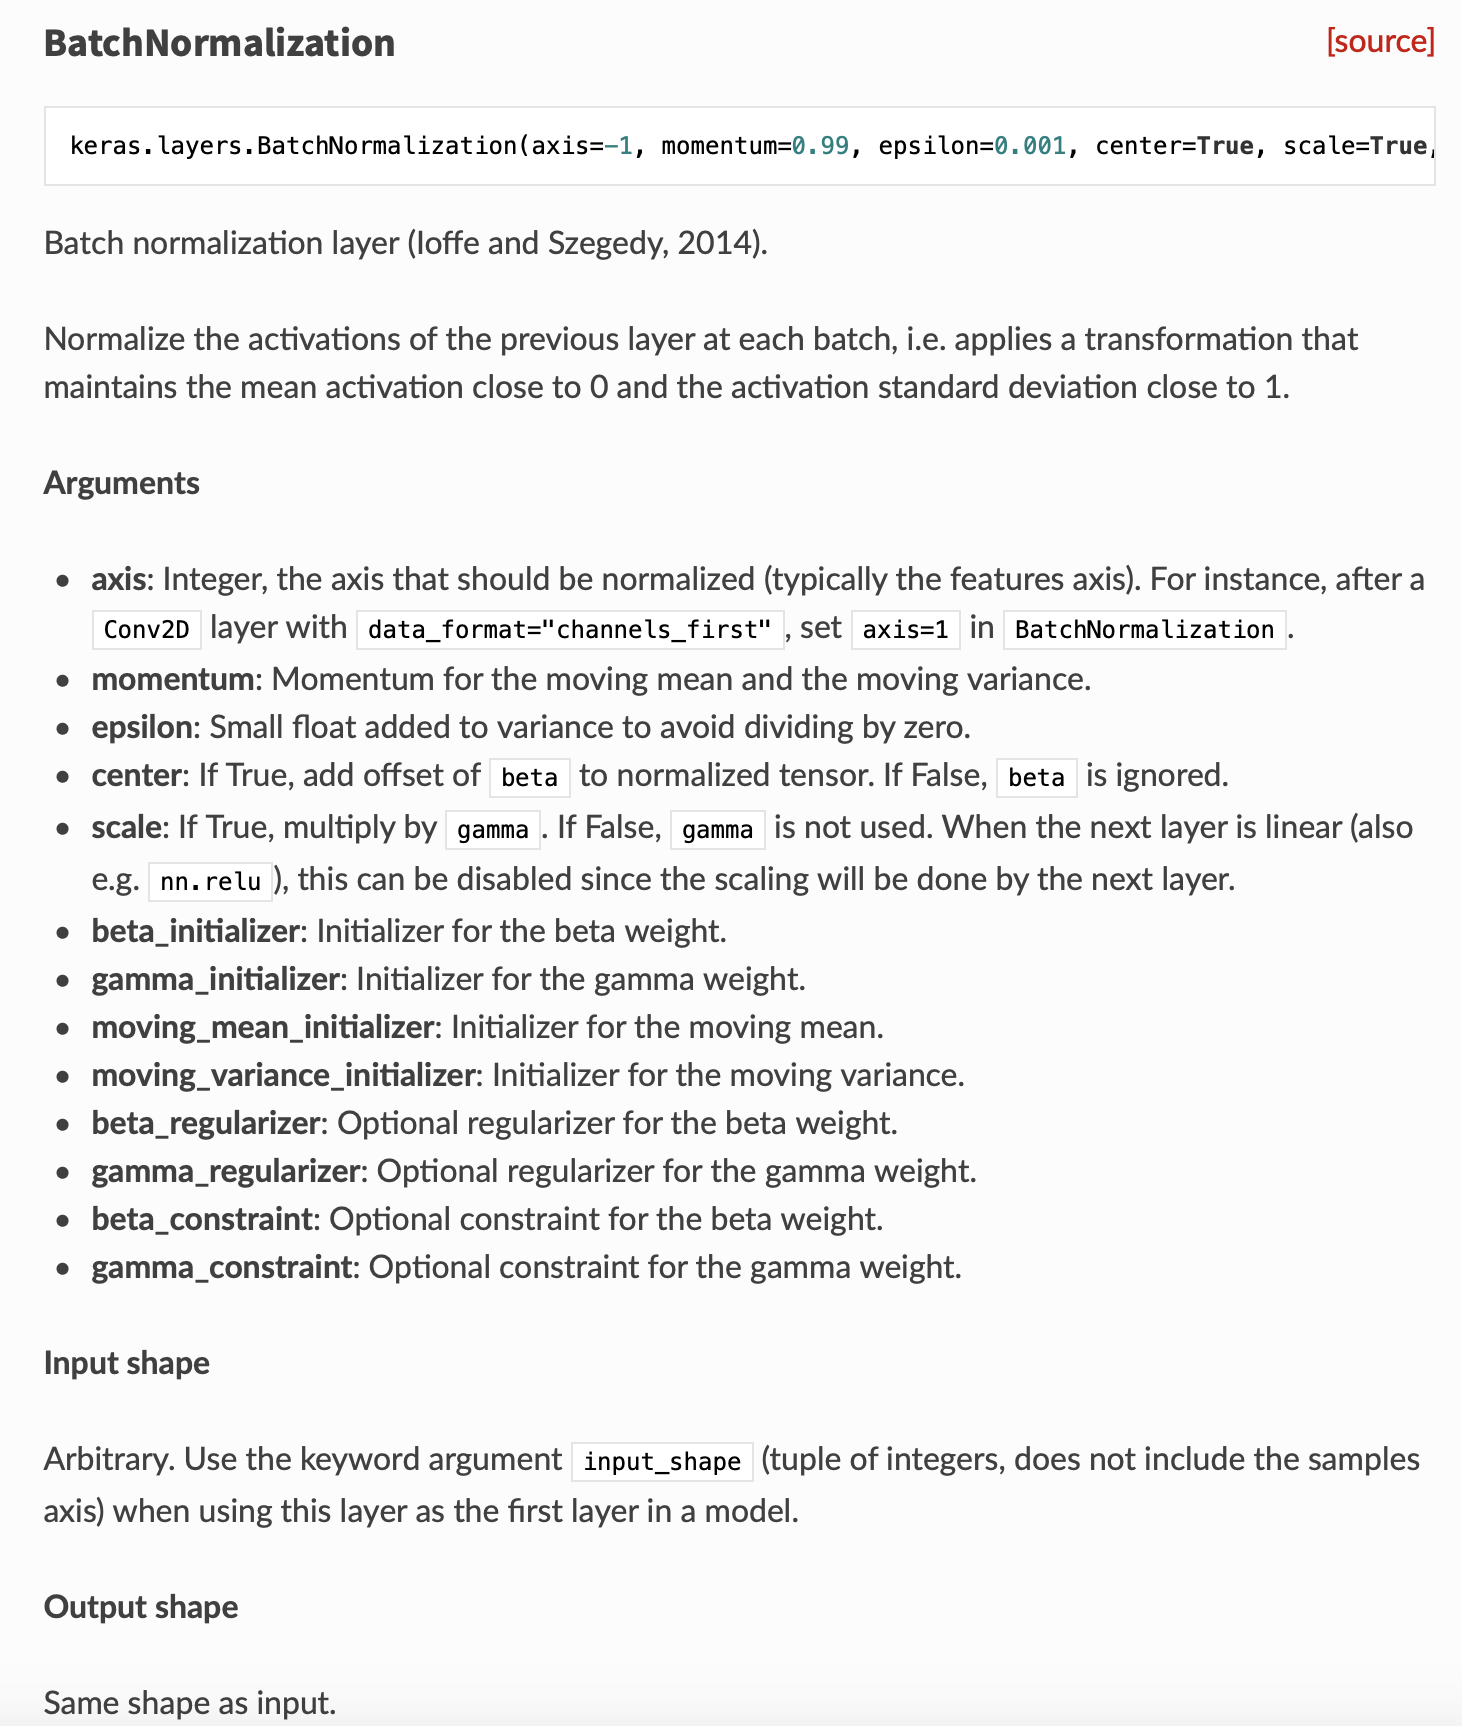 BatchNormalization [source]
keras.layers.BatchNormalization(axis=-1, momentum=0.99, epsilon=0.001, center=True, scale=True,
Batch normalization layer (Ioffe and Szegedy, 2014).
Normalize the activations of the previous layer at each batch, i.e. applies a transformation that
maintains the mean activation close to 0 and the activation standard deviation close to 1.
Arguments
• axis: Integer, the axis that should be normalized (typically the features axis). For instance, after a
Conv2D layer with data_format="channels_first" , set axis=1 in BatchNormalization .
• momentum: Momentum for the moving mean and the moving variance.
• epsilon: Small float added to variance to avoid dividing by zero.
• center: If True, add offset of beta to normalized tensor. If False, beta is ignored.
• scale: If True, multiply by gamma . If False, gamma is not used. When the next layer is linear (also
e.g. nn.relu ), this can be disabled since the scaling will be done by the next layer.
• beta_initializer: Initializer for the beta weight.
• gamma_initializer: Initializer for the gamma weight.
• moving_mean_initializer: Initializer for the moving mean.
• moving_variance_initializer: Initializer for the moving variance.
• beta_regularizer: Optional regularizer for the beta weight.
• gamma_regularizer: Optional regularizer for the gamma weight.
• beta_constraint: Optional constraint for the beta weight.
• gamma_constraint: Optional constraint for the gamma weight.
Input shape
Arbitrary. Use the keyword argument input_shape (tuple of integers, does not include the samples
axis) when using this layer as the first layer in a model.
Output shape
Same shape as input.